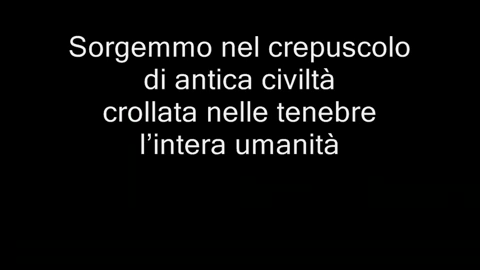 Sorgemmo nel crepuscolo
di antica civiltà
crollata nelle tenebre
l’intera umanità